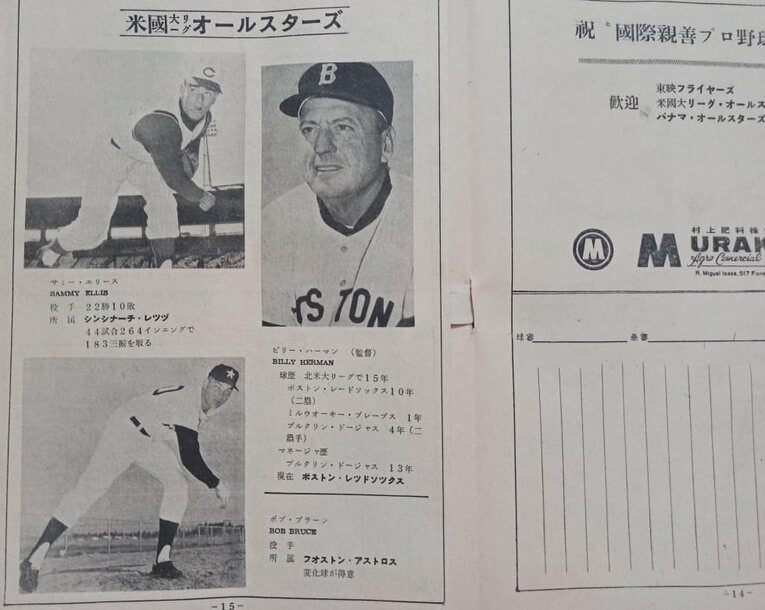 米國大リーグオールスターズ
サミー・エリース
SAMMY ELLIS
投手 22勝10敗
所属 シンシナーチ・レツヅ
44試合264イニングで
183三振を取る
B
STON
ビリー・ハーマン (監督)
BILLY HERMAN
球歴 北米大リーグで15年
ボストン・レードソックス10年
(二塁)
ミルウオーキー・ブレーブス 1年
ブルクリン・ドージャス 4年(二
塁手)
マネージャ歴
ブルクリン・ドージャス 13年
現在 ボストン・レツドソツクス
ボブ・ブラーン
BOB BRUCE
投手
所属 フオストン・アストロス
変化球が得意
-15-
祝 〝國際親善プロ野球
歓迎
東映フライヤーズ
米國大リーグ・オールス
パナマ・オールスターズ
M
村上肥料株
MURAK
Agro Comercial
R. Miguel Isasa, 517
球審
塁審
-14-